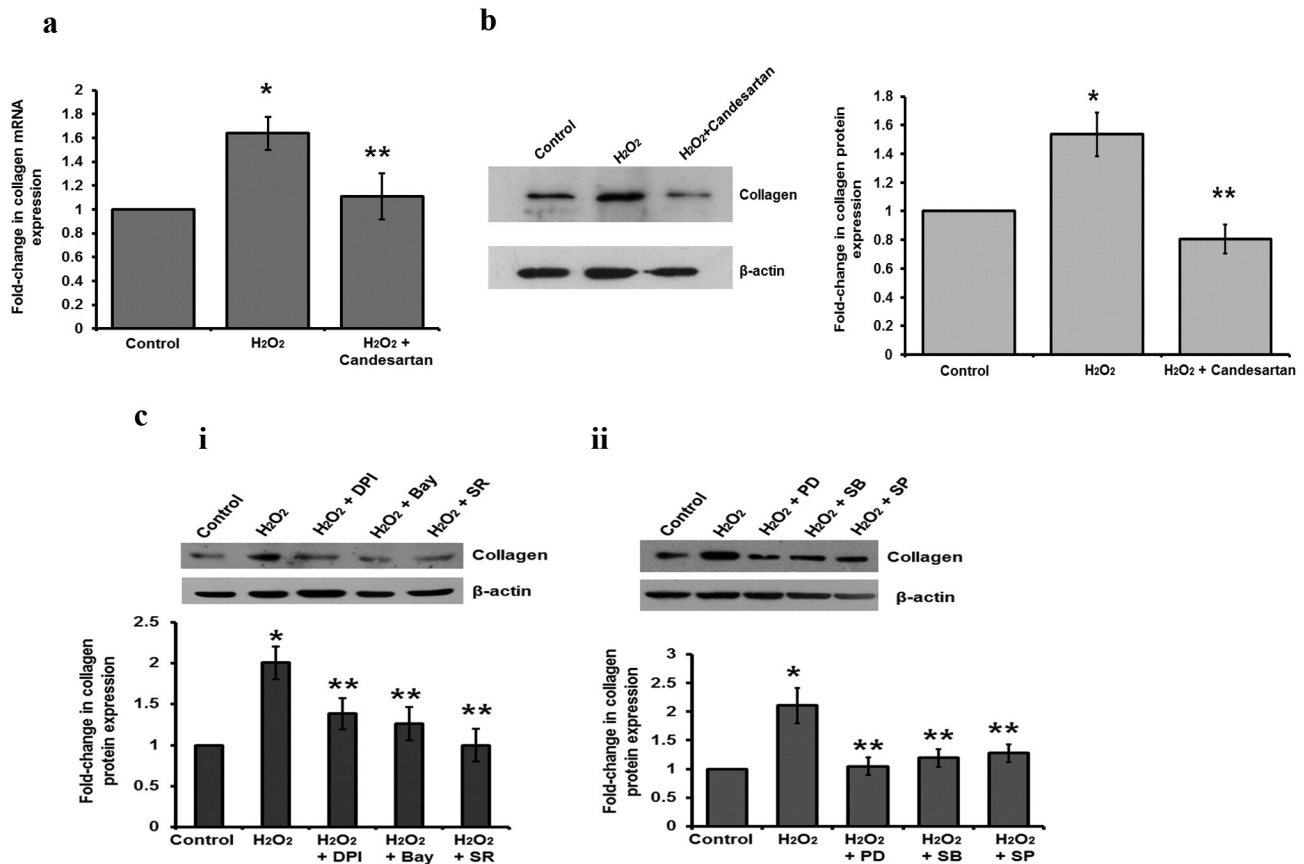 a
Fold-change in collagen mRNA
expression
2
1.8
1.6
1.4
1.2
1
0.8
0.6
0.4
0.2
0
*
**
Control
H₂O₂
H₂O₂ +
Candesartan
b
Control
H₂O₂
H₂O₂+Candesartan
Collagen
β-actin
Fold-change in collagen protein
expression
1.8
1.6
1.4
1.2
1
0.8
0.6
0.4
0.2
0
*
**
Control
H₂O₂
H₂O₂ + Candesartan
c
i
Control
H₂O₂
H₂O₂ + DPI
H₂O₂ + Bay
H₂O₂ + SR
Collagen
β-actin
Fold-change in collagen
protein expression
2.5
2
1.5
1
0.5
0
*
**
**
**
Control
H₂O₂
H₂O₂
+ DPI
H₂O₂
+ Bay
H₂O₂
+ SR
ii
Control
H₂O₂
H₂O₂ + PD
H₂O₂ + SB
H₂O₂ + SP
Collagen
β-actin
Fold-change in collagen
protein expression
3
2.5
2
1.5
1
0.5
0
*
**
**
**
Control
H₂O₂
H₂O₂
+ PD
H₂O₂
+ SB
H₂O₂
+ SP